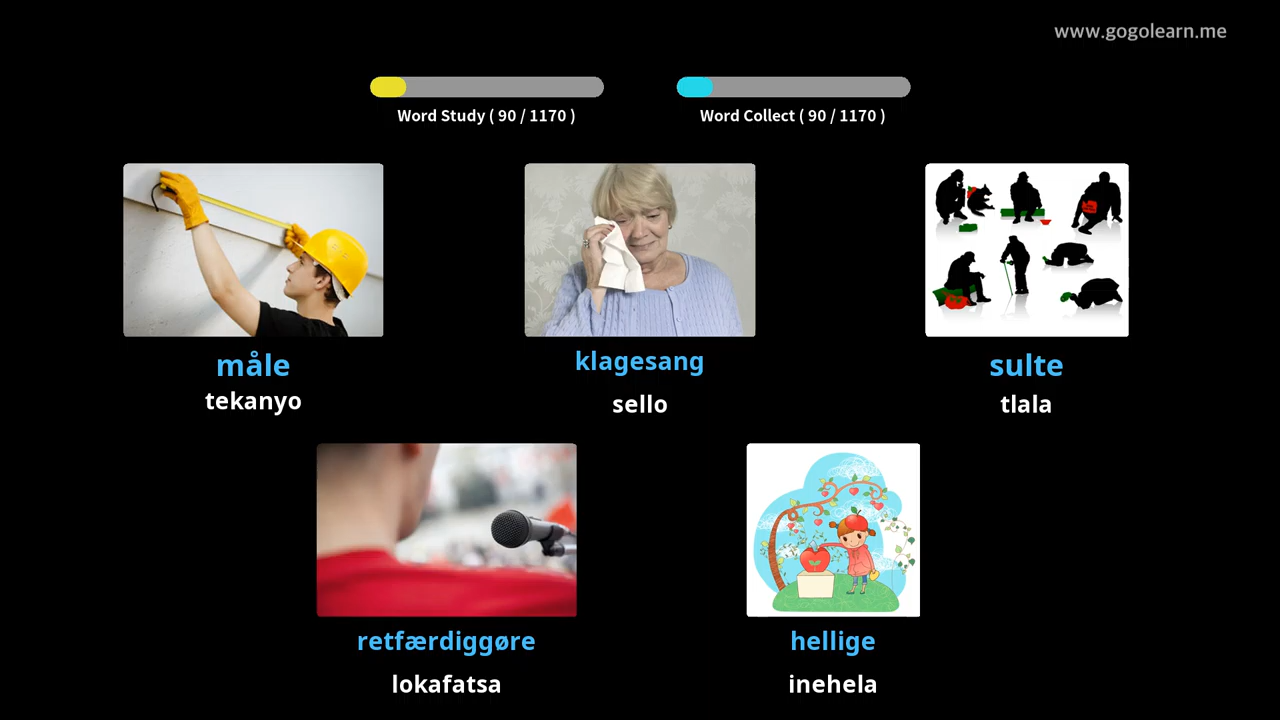 www.gogolearn.me
Word Study ( 90 / 1170 )
Word Collect ( 90 / 1170 )
måle
tekanyo
klagesang
sello
sulte
tlala
retfærdiggøre
lokafatsa
hellige
inehela